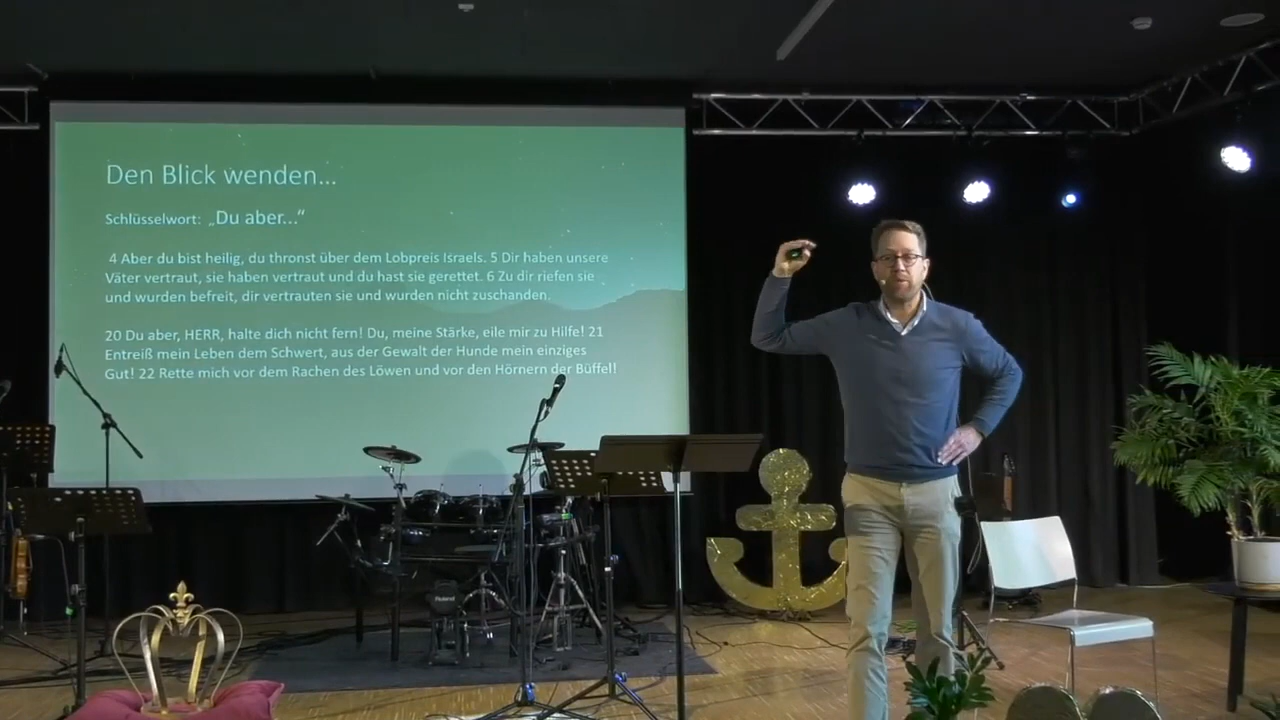 Den Blick wenden...
Schlüsselwort: „Du aber...“
4 Aber du bist heilig, du thronst über dem Lobpreis Israels. 5 Dir haben unsere
Väter vertraut, sie haben vertraut und du hast sie gerettet. 6 Zu dir riefen sie
und wurden befreit, dir vertrauten sie und wurden nicht zuschanden.
20 Du aber, HERR, halte dich nicht fern! Du, meine Stärke, eile mir zu Hilfe! 21
Entreiß mein Leben dem Schwert, aus der Gewalt der Hunde mein einziges
Gut! 22 Rette mich vor dem Rachen des Löwen und vor den Hörnern der Büffel!
Roland